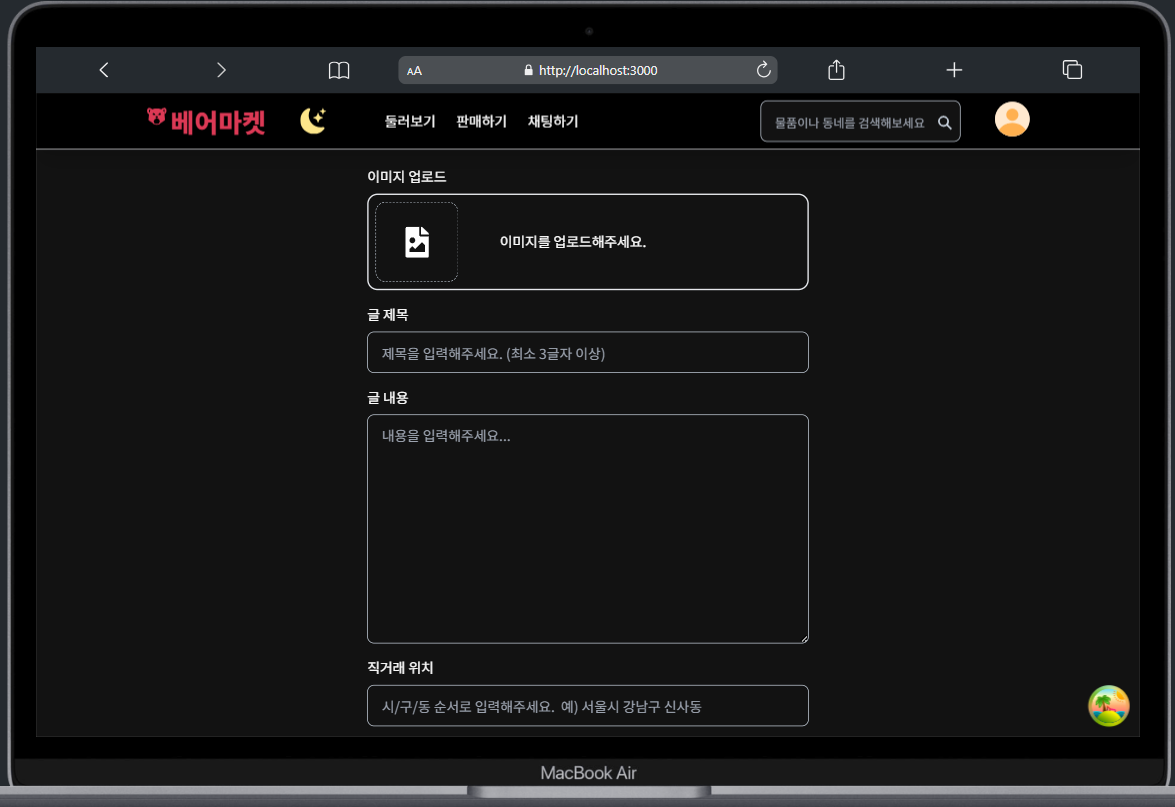 AA
http://localhost:3000
베어마켓
둘러보기 판매하기 채팅하기
물품이나 동네를 검색해보세요
이미지 업로드
이미지를 업로드해주세요.
글 제목
제목을 입력해주세요. (최소 3글자 이상)
글 내용
내용을 입력해주세요...
직거래 위치
시/구/동 순서로 입력해주세요. 예) 서울시 강남구 신사동
MacBook Air